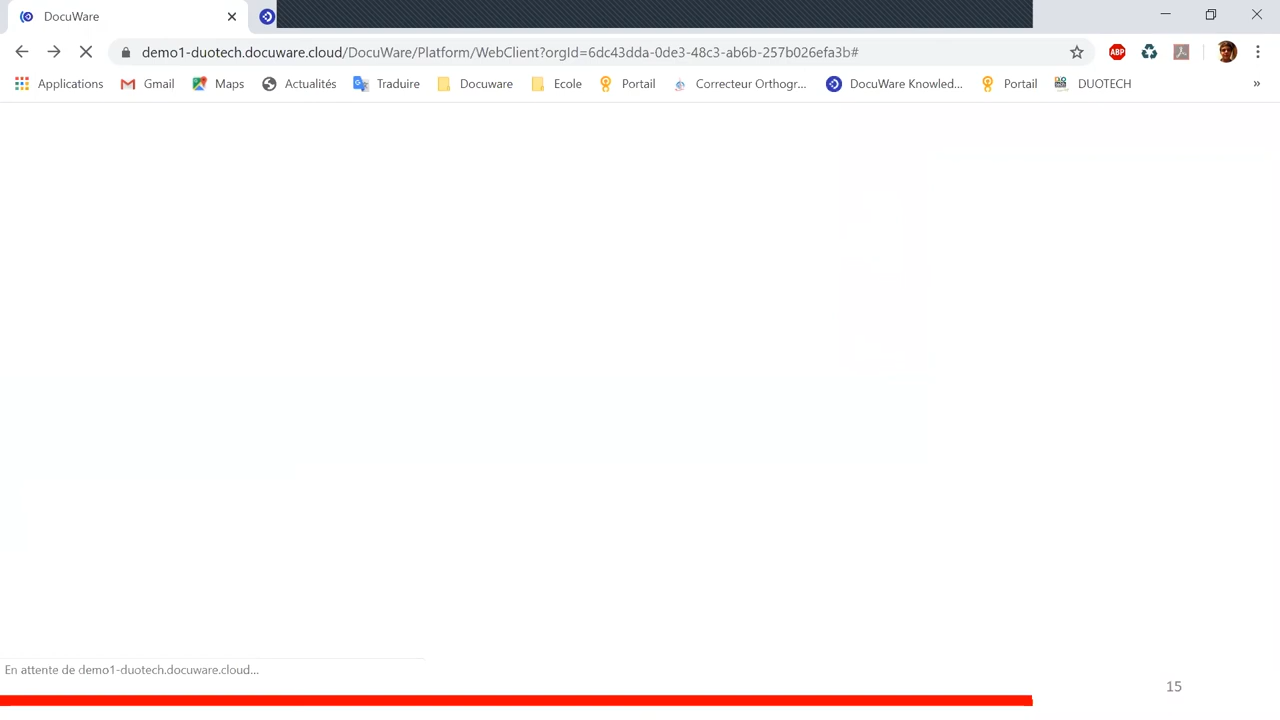 DocuWare
demo1-duotech.docuware.cloud/DocuWare/Platform/WebClient?orgId=6dc43dda-0de3-48c3-ab6b-257b026efa3b#
ABP
Applications Gmail Maps Actualités Traduire Docuware Ecole Portail Correcteur Orthogr... DocuWare Knowled... Portail DUOTECH »
En attente de demo1-duotech.docuware.cloud...
15